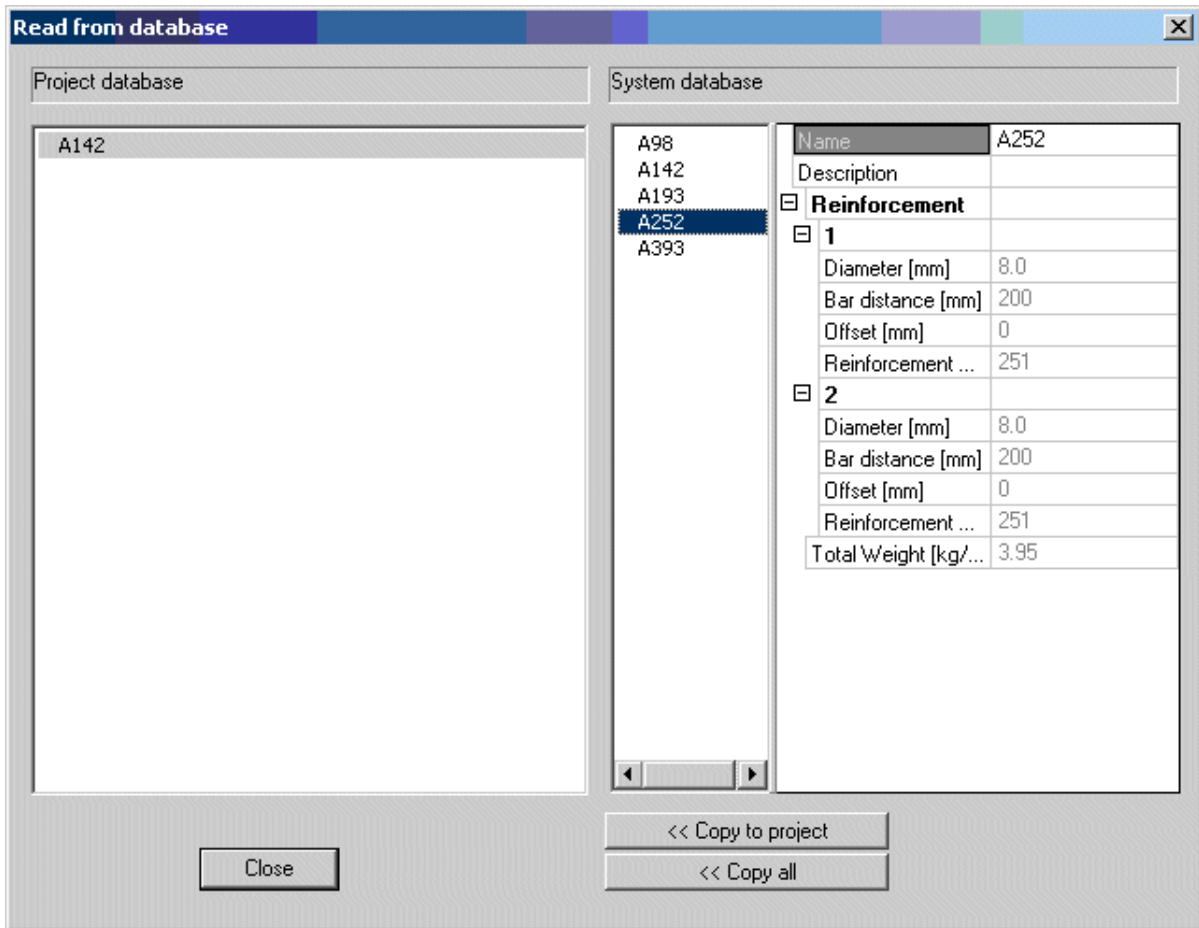 Read from database
Project database
A142
Close
System database
A98
A142
A193
A252
A393
Name A252
Description
Reinforcement
1
Diameter [mm] 8.0
Bar distance [mm] 200
Offset [mm] 0
Reinforcement ... 251
2
Diameter [mm] 8.0
Bar distance [mm] 200
Offset [mm] 0
Reinforcement ... 251
Total Weight [kg/... 3.95
<< Copy to project
<< Copy all